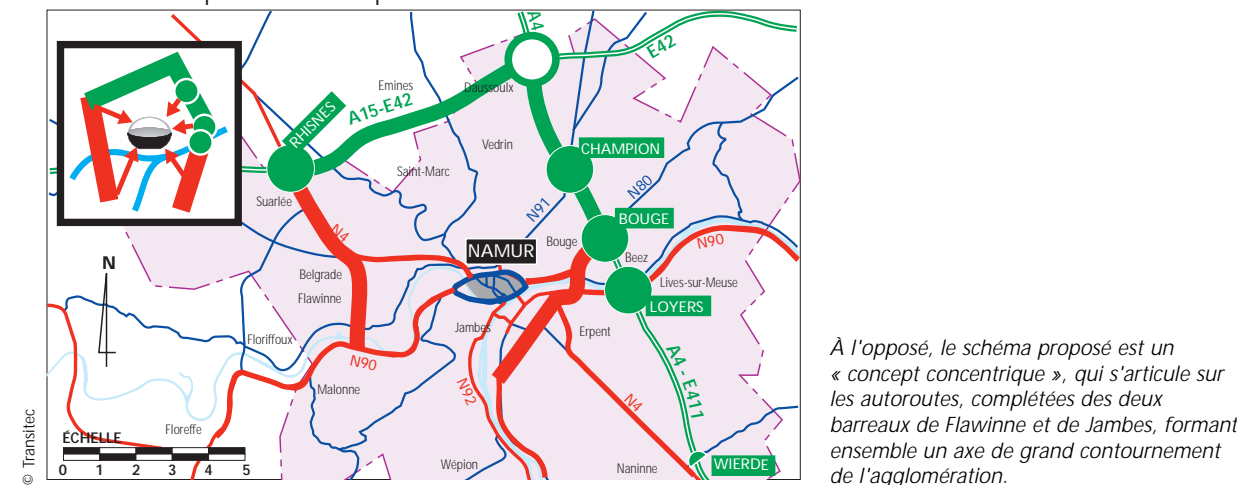 A4
E42
Emines
Daussoulx
A15-E42
RHISNES
Vedrin
CHAMPION
Saint-Marc
N80
Suarlée
N91
BOUGE
N4
NAMUR
Bouge
N90
Beez
N
Belgrade
Lives-sur-Meuse
Flawinne
LOYERS
Jambes
Erpent
Floriffoux
N90
A4 - E411
Malonne
N92
N4
Floreffe
ÉCHELLE
0 1 2 3 4 5
Wépion
Naninne
WIERDE
© Transitec
À l'opposé, le schéma proposé est un
« concept concentrique », qui s'articule sur
les autoroutes, complétées des deux
barreaux de Flawinne et de Jambes, formant
ensemble un axe de grand contournement
de l'agglomération.